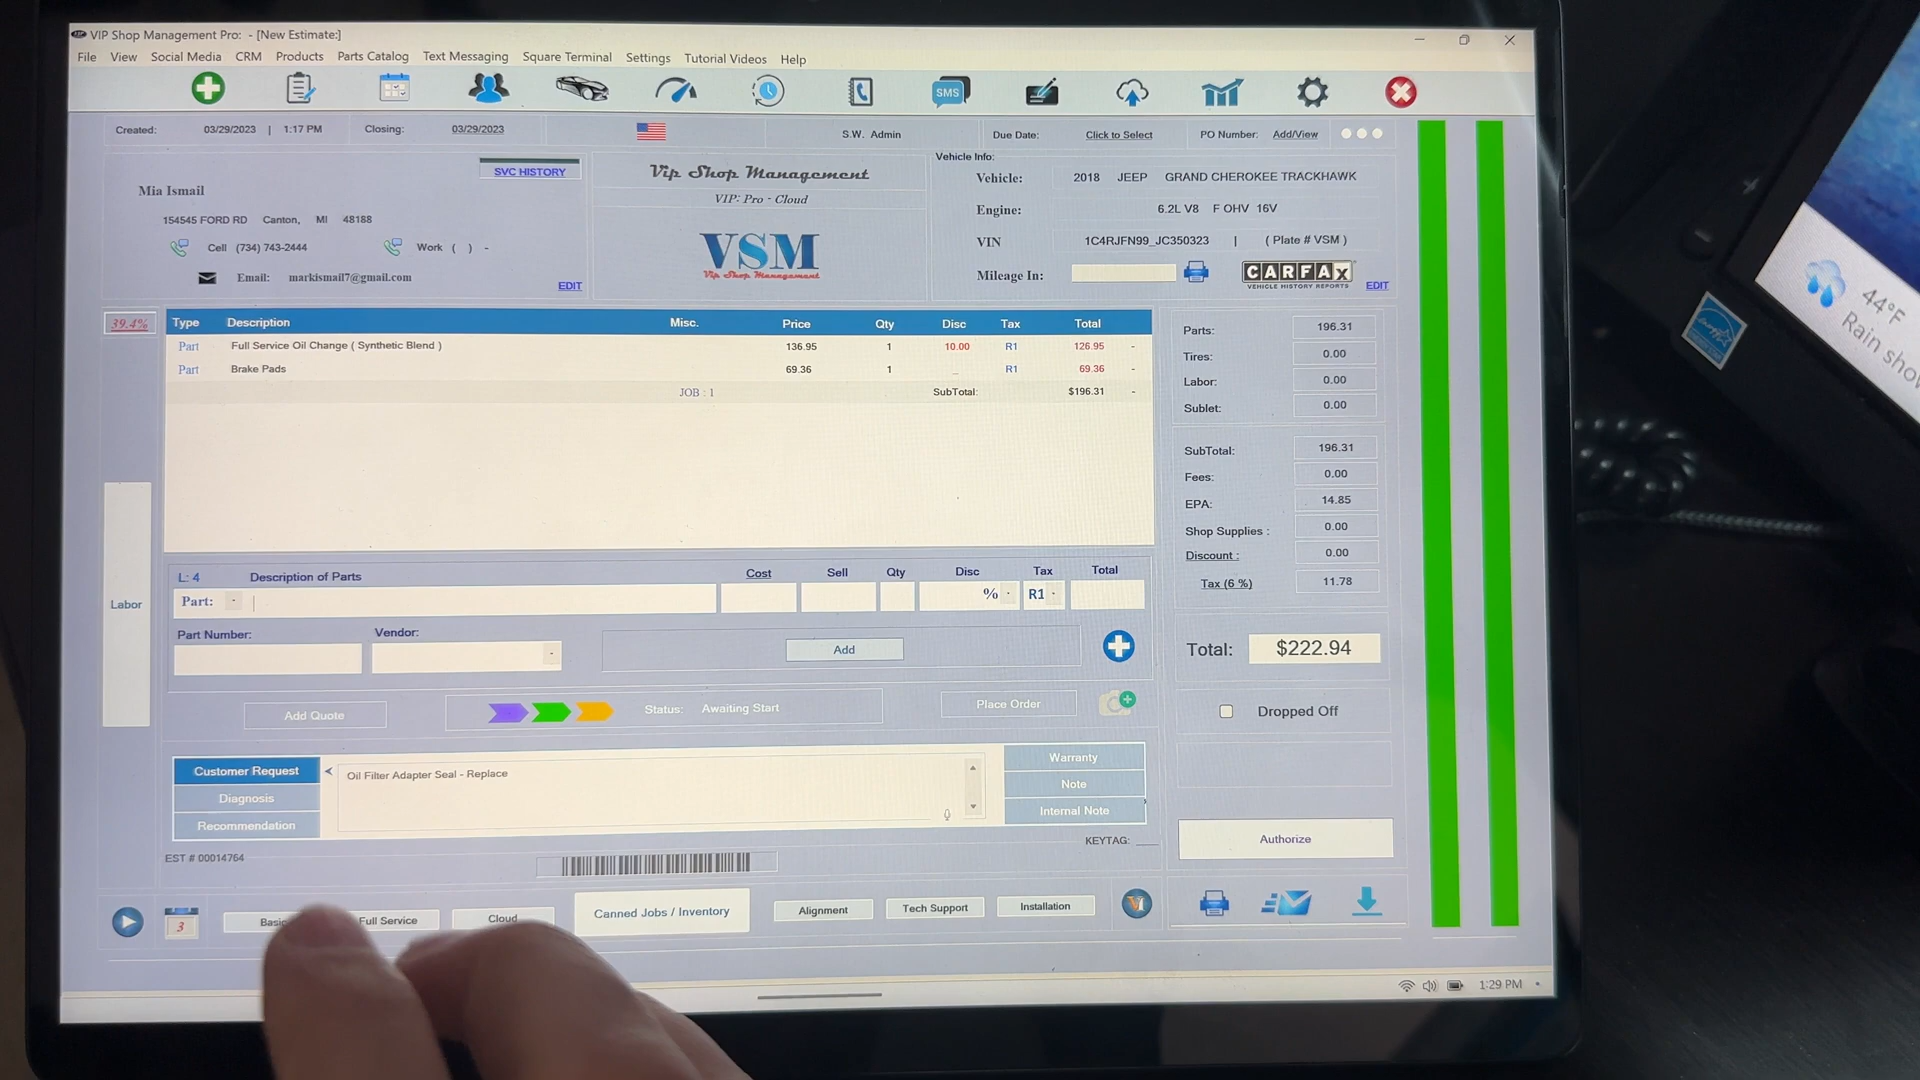 VIP Shop Management Pro: - [New Estimate:]
File View Social Media CRM Products Parts Catalog Text Messaging Square Terminal Settings Tutorial Videos Help
SMS
Created: 03/29/2023 | 1:17 PM Closing: 03/29/2023 S.W. Admin Due Date: Click to Select PO Number: Add/View
SVC HISTORY
Mia Ismail
154545 FORD RD Canton, MI 48188
Cell (734) 743-2444 Work ( ) -
Email: markismail7@gmail.com
EDIT
Vip Shop Management
VIP: Pro - Cloud
VSM
Vip Shop Management
Vehicle Info:
Vehicle: 2018 JEEP GRAND CHEROKEE TRACKHAWK
Engine: 6.2L V8 F OHV 16V
VIN 1C4RJFN99_JC350323 | ( Plate # VSM )
Mileage In: CARFAX
VEHICLE HISTORY REPORTS
EDIT
39.4%
Type Description Misc. Price Qty Disc Tax Total
Part Full Service Oil Change ( Synthetic Blend ) 136.95 1 10.00 R1 126.95 -
Part Brake Pads 69.36 1 _ R1 69.36 -
JOB : 1 SubTotal: $196.31 -
Labor
L: 4 Description of Parts Cost Sell Qty Disc Tax Total
Part: % R1
Part Number: Vendor:
Add
Add Quote Status: Awaiting Start Place Order
Customer Request < Oil Filter Adapter Seal - Replace
Diagnosis
Recommendation
Warranty
Note
Internal Note
EST # 00014764 KEYTAG: ___
Parts: 196.31
Tires: 0.00
Labor: 0.00
Sublet: 0.00
SubTotal: 196.31
Fees: 0.00
EPA: 14.85
Shop Supplies : 0.00
Discount : 0.00
Tax (6 %) 11.78
Total: $222.94
Dropped Off
Authorize
3 Full Service Cloud Canned Jobs / Inventory Alignment Tech Support Installation
1:29 PM
44°F
Rain